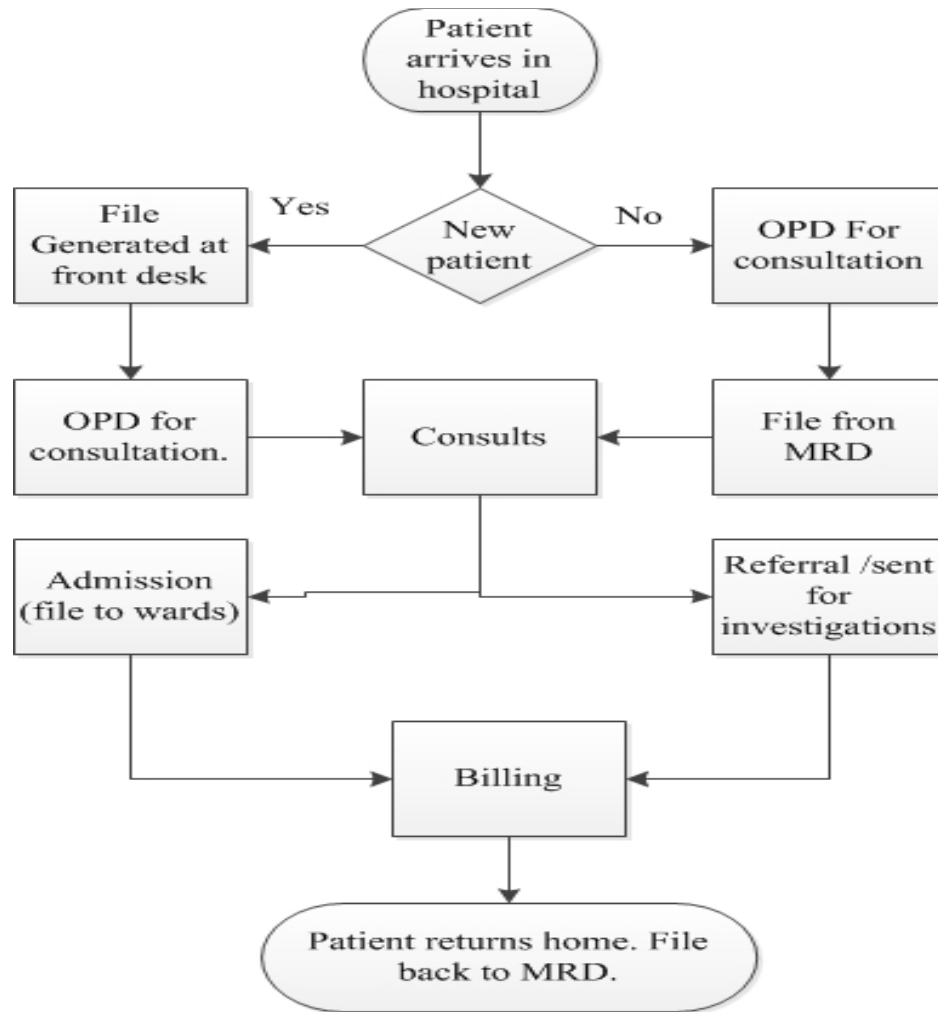 Patient
arrives in
hospital
Yes
No
File
Generated at
front desk
New
patient
OPD For
consultation
OPD for
consultation.
Consults
File fron
MRD
Admission
(file to wards)
Referral /sent
for
investigations
Billing
Patient returns home. File
back to MRD.